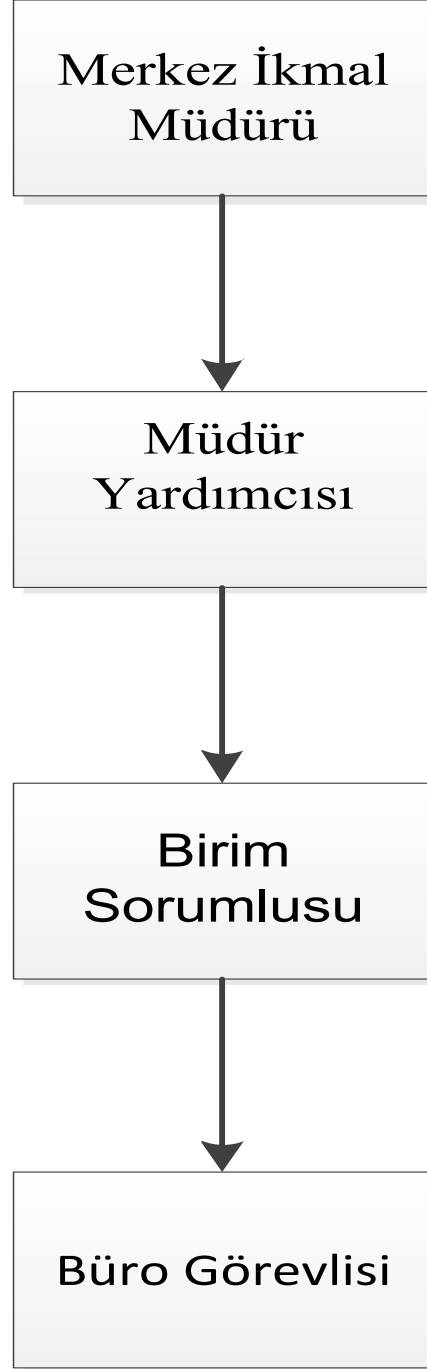 Merkez İkmal
Müdürü
Müdür
Yardımcısı
Birim
Sorumlusu
Büro Görevlisi